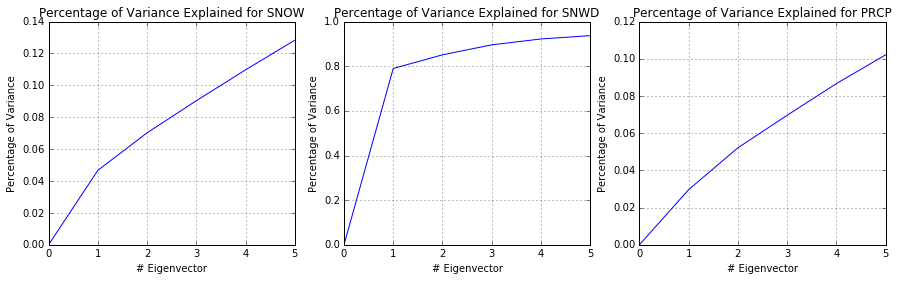 Percentage of Variance Explained for SNOW
0.14
0.12
0.10
0.08
0.06
0.04
0.02
0.00
Percentage of Variance
0 1 2 3 4 5
# Eigenvector
Percentage of Variance Explained for SNWD
1.0
0.8
0.6
0.4
0.2
0.0
Percentage of Variance
0 1 2 3 4 5
# Eigenvector
Percentage of Variance Explained for PRCP
0.12
0.10
0.08
0.06
0.04
0.02
0.00
Percentage of Variance
0 1 2 3 4 5
# Eigenvector